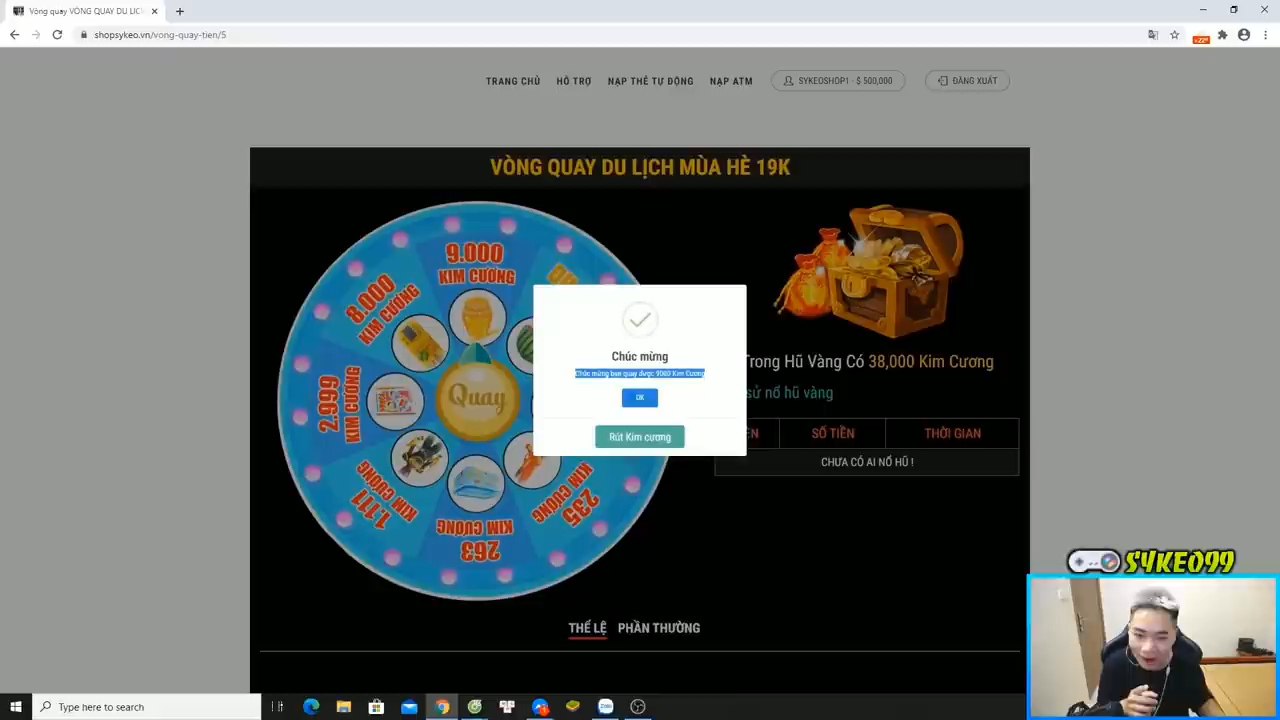 Vòng quay VÒNG QUAY DU LỊCH
shopsykeo.vn/vong-quay-tien/5
TRANG CHỦ
HỖ TRỢ
NẠP THẺ TỰ ĐỘNG
NẠP ATM
SYKEOSHOP1 - $ 500,000
ĐĂNG XUẤT
VÒNG QUAY DU LỊCH MÙA HÈ 19K
9.000
KIM CƯƠNG
8.000
KIM CƯƠNG
2.999
KIM CƯƠNG
1.111
KIM CƯƠNG
263
KIM CƯƠNG
235
KIM CƯƠNG
Quay
Chúc mừng
Chúc mừng bạn quay được 9000 Kim Cương
OK
Rút Kim cương
Trong Hũ Vàng Có 38,000 Kim Cương
sử nổ hũ vàng
SỐ TIỀN
THỜI GIAN
CHƯA CÓ AI NỔ HŨ !
THỂ LỆ
PHẦN THƯỞNG
SYKEO99
Type here to search
Zalo